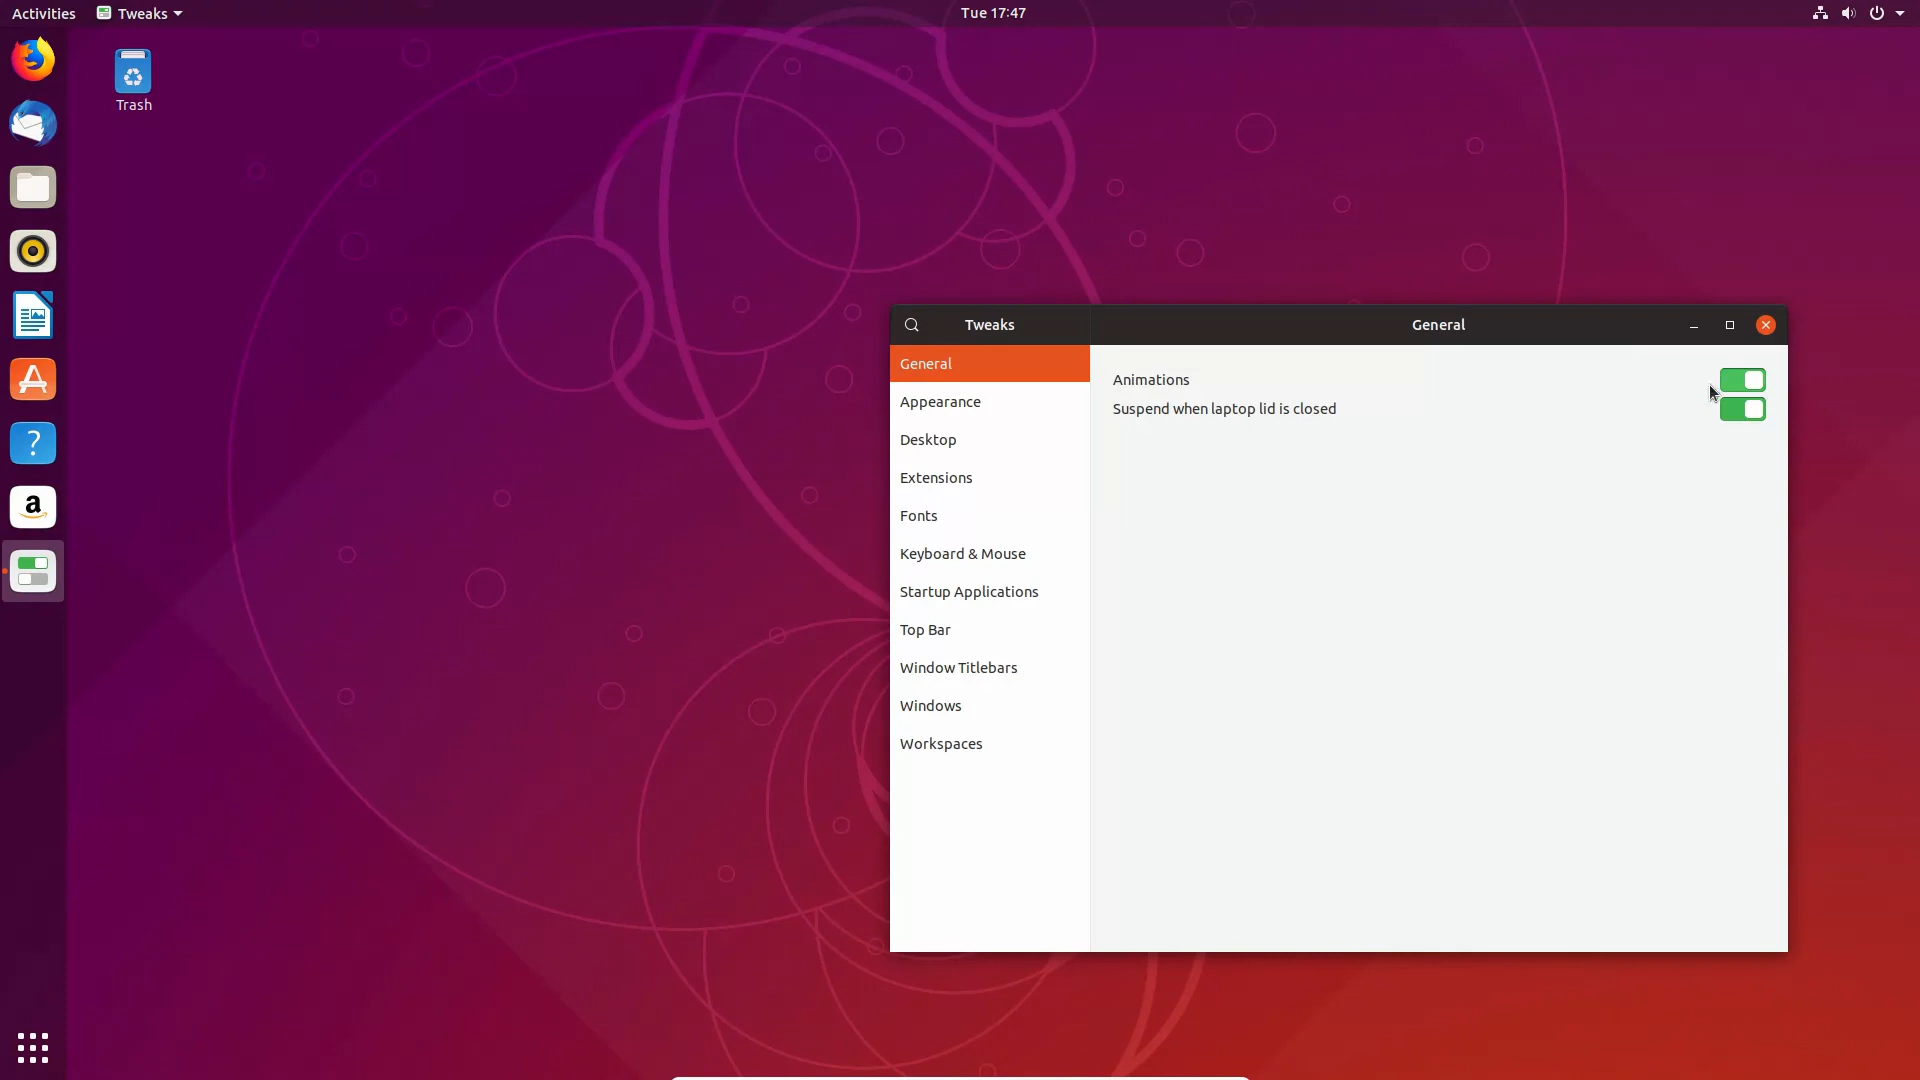 Activities
Tweaks
Tue 17:47
Trash
?
a
Tweaks
General
General
Animations
Appearance
Suspend when laptop lid is closed
Desktop
Extensions
Fonts
Keyboard & Mouse
Startup Applications
Top Bar
Window Titlebars
Windows
Workspaces